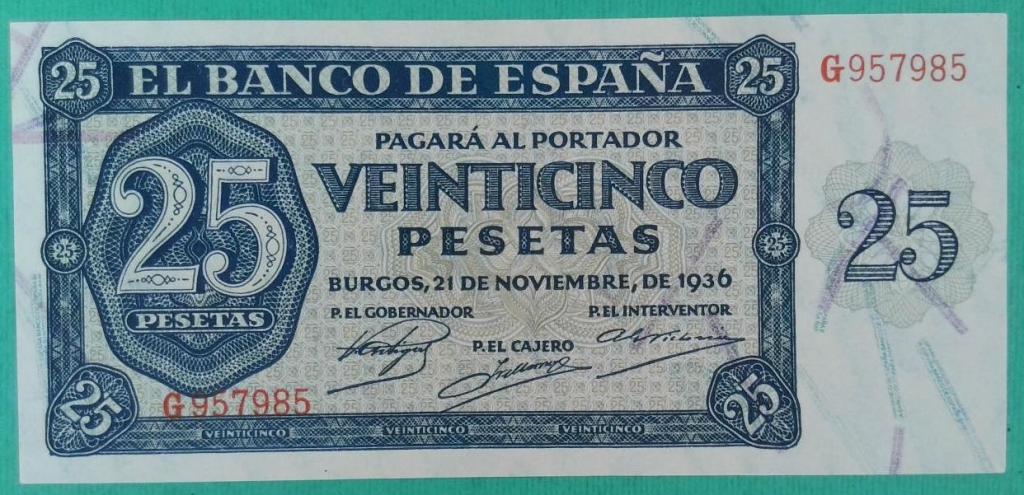 25 EL BANCO DE ESPAÑA 25
G957985
PAGARÁ AL PORTADOR
VEINTICINCO
PESETAS
25
PESETAS
25
25
25
BURGOS, 21 DE NOVIEMBRE, DE 1936
P. EL GOBERNADOR
P. EL INTERVENTOR
P. EL CAJERO
G957985
25
25
VEINTICINCO VEINTICINCO VEINTICINCO